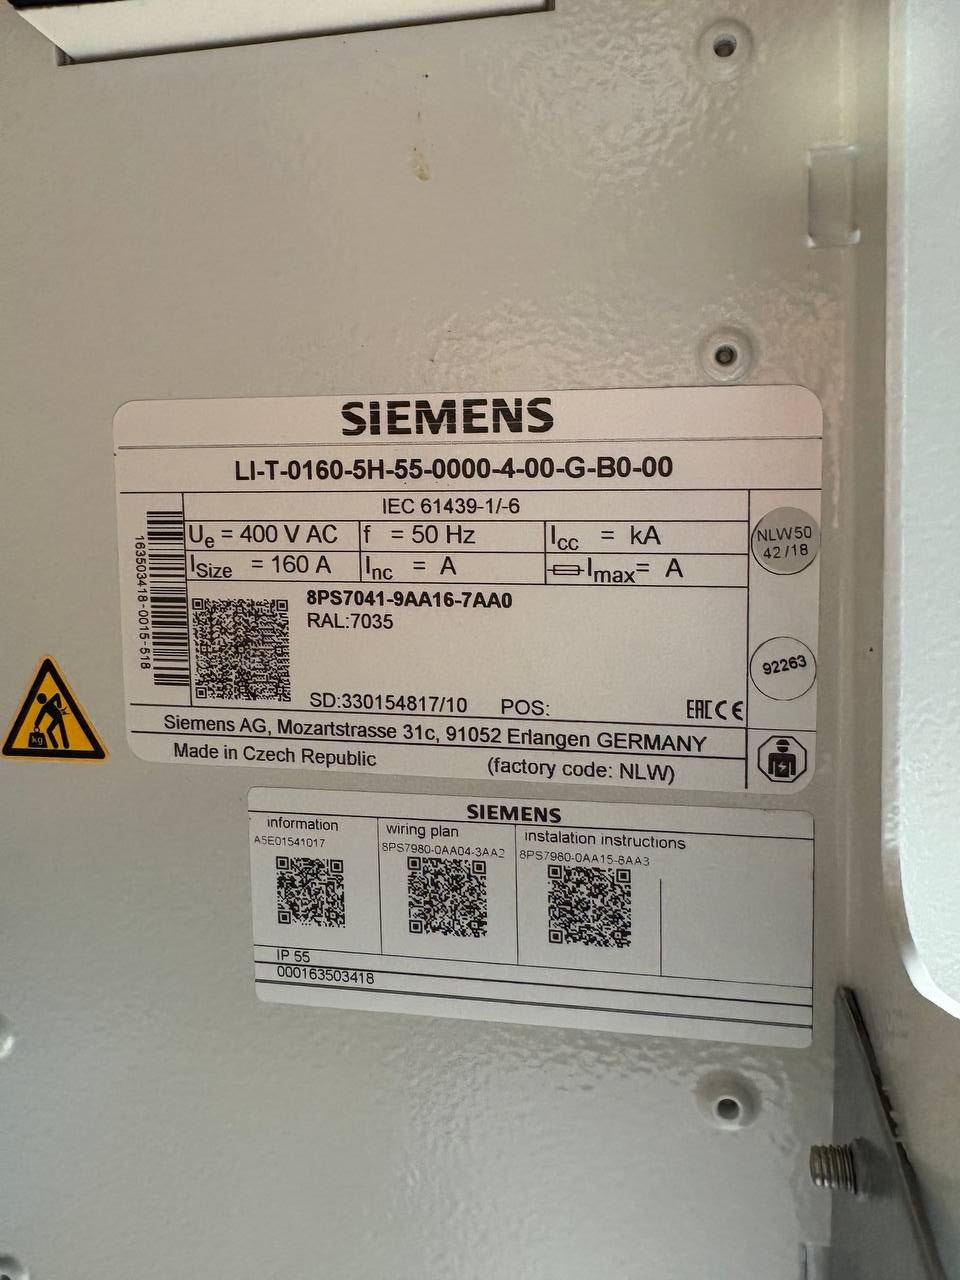 SIEMENS
LI-T-0160-5H-55-0000-4-00-G-B0-00
IEC 61439-1/-6
Ue = 400 V AC f = 50 Hz Icc = kA
ISize = 160 A Inc = A Imax= A
NLW50
42/18
163503418-0015-518
8PS7041-9AA16-7AA0
RAL:7035
92263
SD:330154817/10 POS: EAC CE
Siemens AG, Mozartstrasse 31c, 91052 Erlangen GERMANY
Made in Czech Republic (factory code: NLW)
kg
SIEMENS
information wiring plan instalation instructions
A5E01541017 8PS7980-0AA04-3AA2 8PS7980-0AA15-8AA3
IP 55
000163503418